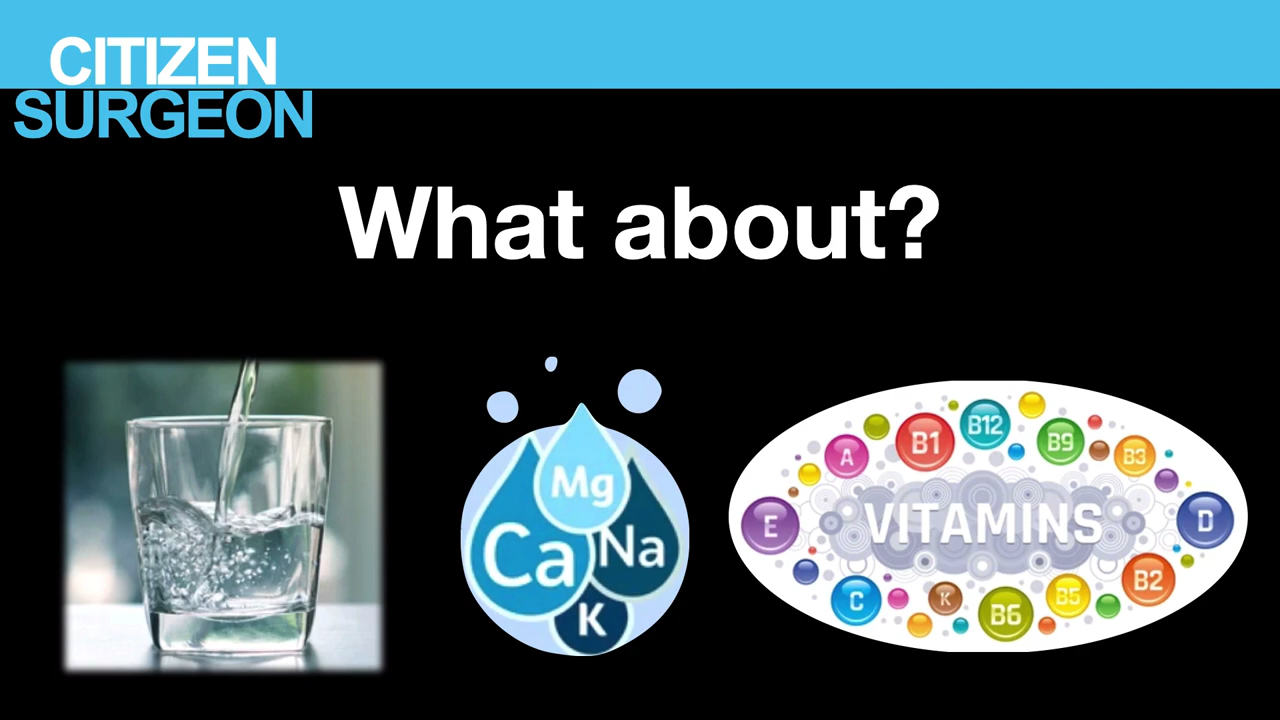 CITIZEN
SURGEON
What about?
Mg
Ca
Na
K
B12
B1
B9
A
B3
E
VITAMINS
D
C
K
B6
B5
B2